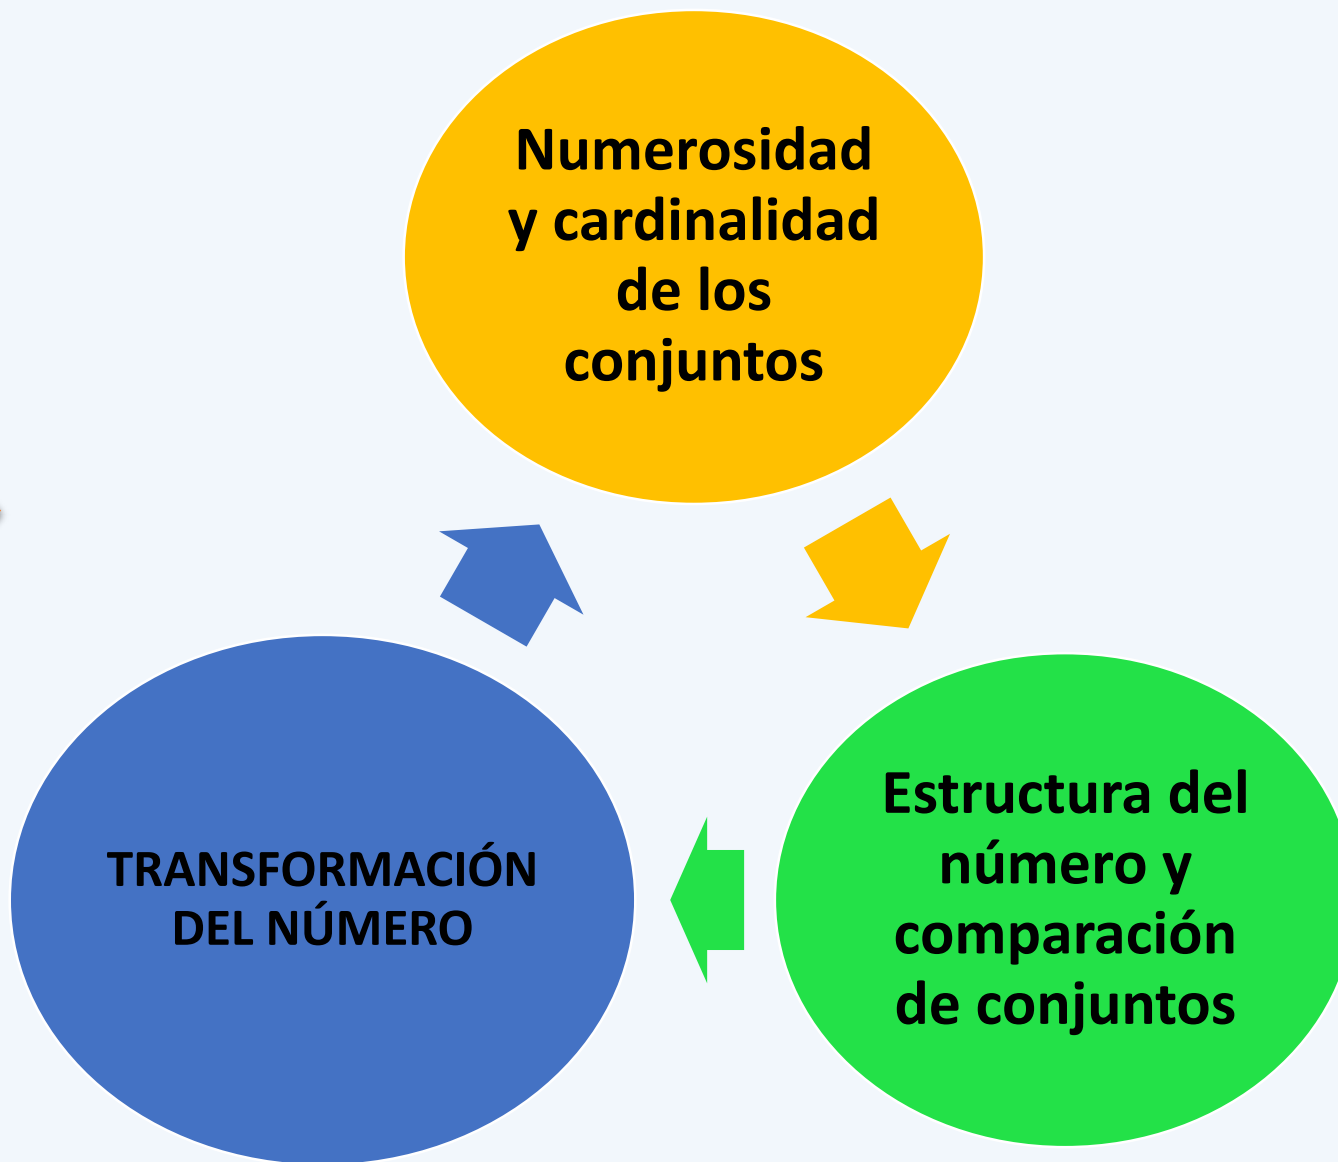 Numerosidad
y cardinalidad
de los
conjuntos
Estructura del
número y
comparación
de conjuntos
TRANSFORMACIÓN
DEL NÚMERO